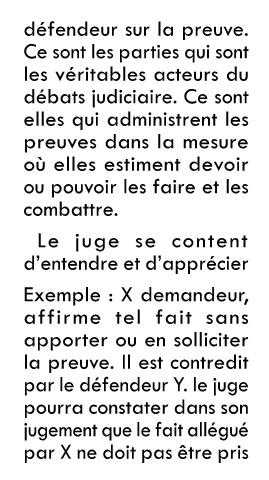 défendeur sur la preuve.
Ce sont les parties qui sont
les véritables acteurs du
débats judiciaire. Ce sont
elles qui administrent les
preuves dans la mesure
où elles estiment devoir
ou pouvoir les faire et les
combattre.
Le juge se content
d’entendre et d’apprécier
Exemple : X demandeur,
affirme tel fait sans
apporter ou en solliciter
la preuve. Il est contredit
par le défendeur Y. le juge
pourra constater dans son
jugement que le fait allégué
par X ne doit pas être pris